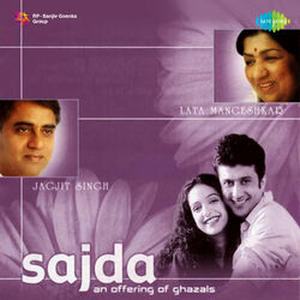 RP-Sanjiv Goenka
Group
LATA MANGESHKAR
JAGJIT SINGH
sajda
an offering of ghazals